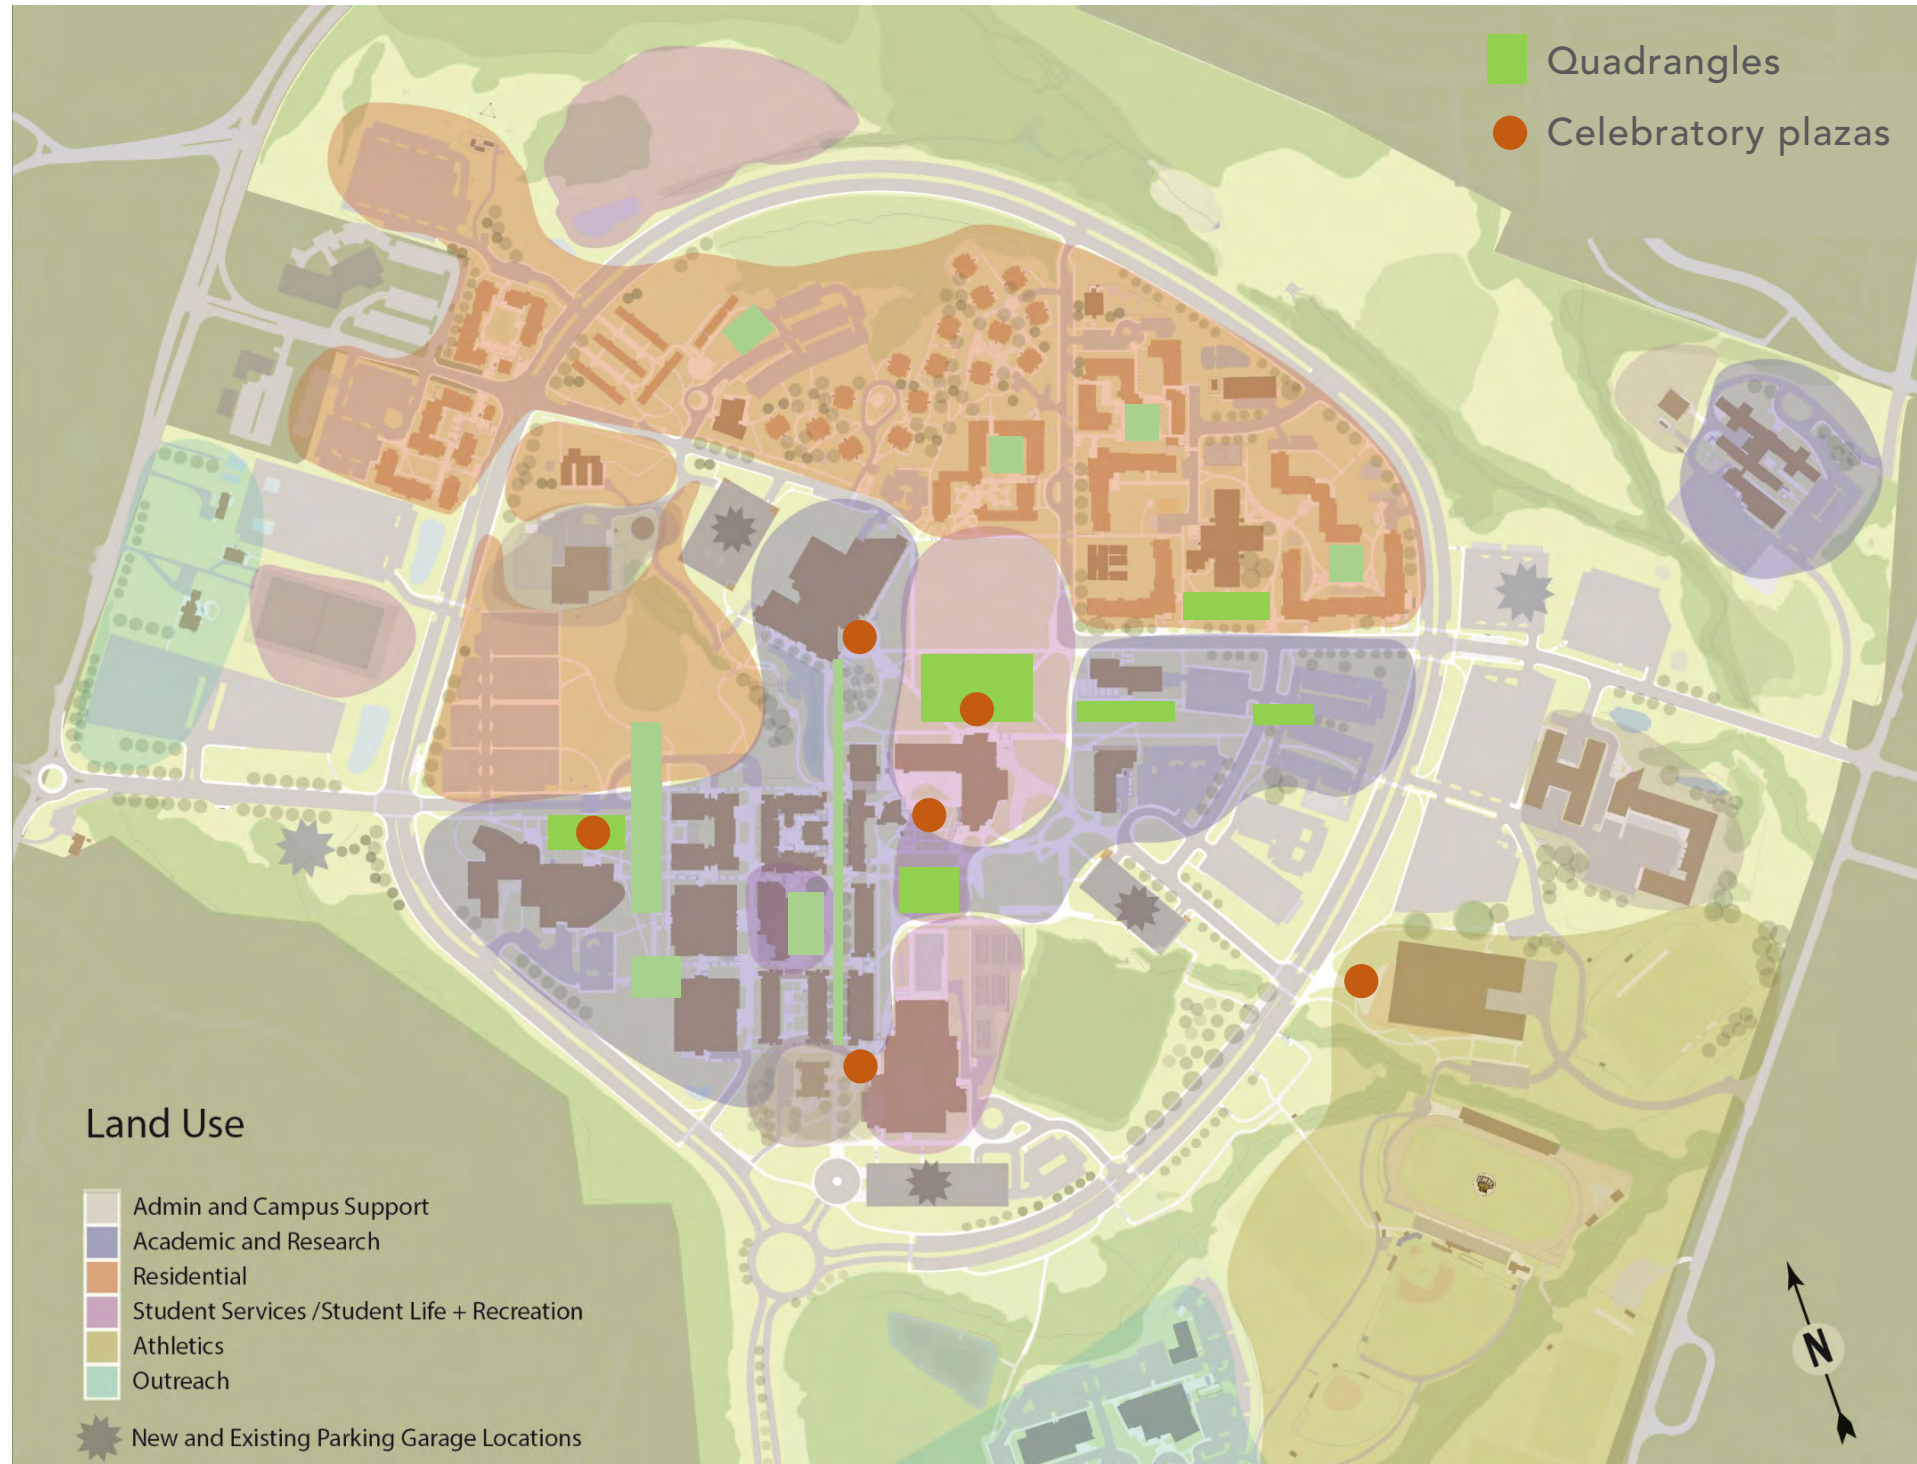 Quadrangles
Celebratory plazas
Land Use
Admin and Campus Support
Academic and Research
Residential
Student Services /Student Life + Recreation
Athletics
Outreach
New and Existing Parking Garage Locations
N